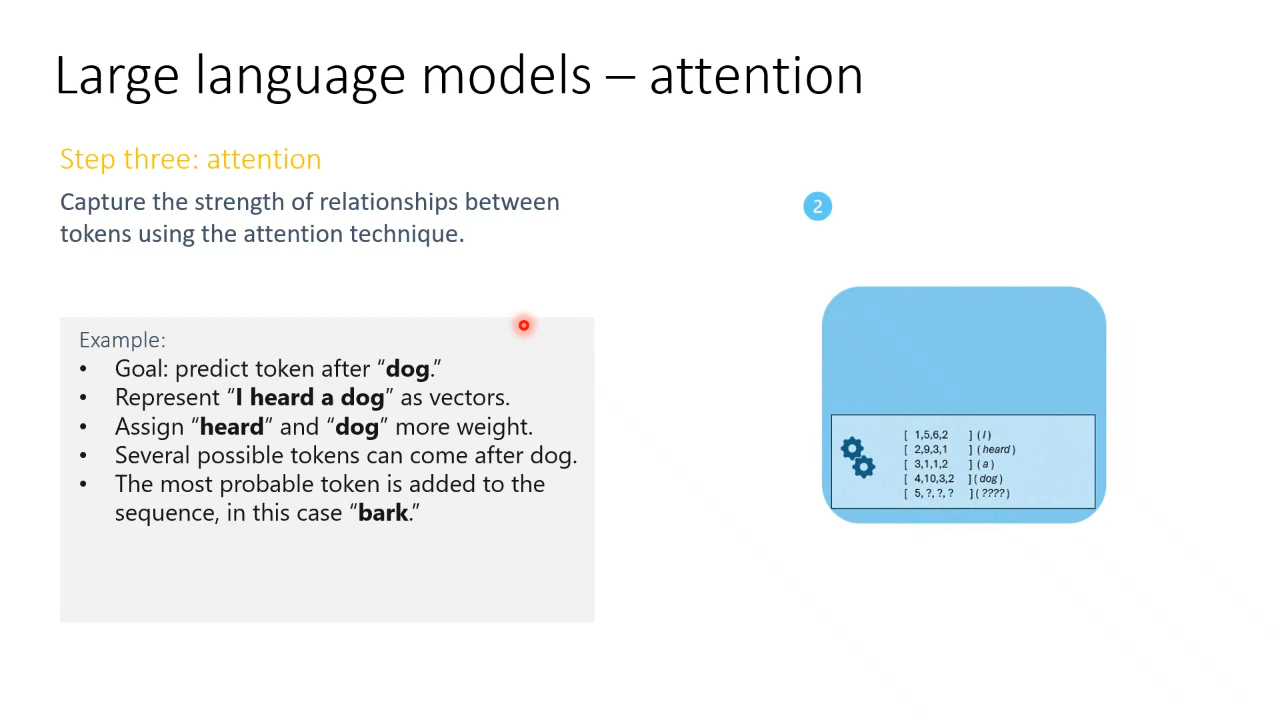 Large language models – attention
Step three: attention
Capture the strength of relationships between
tokens using the attention technique.
2
Example:
• Goal: predict token after “dog.”
• Represent “I heard a dog” as vectors.
• Assign “heard” and “dog” more weight.
• Several possible tokens can come after dog.
• The most probable token is added to the
sequence, in this case “bark.”
[ 1,5,6,2 ] ( I )
[ 2,9,3,1 ] ( heard )
[ 3,1,1,2 ] ( a )
[ 4,10,3,2 ] ( dog )
[ 5, ?, ?, ? ] ( ???? )